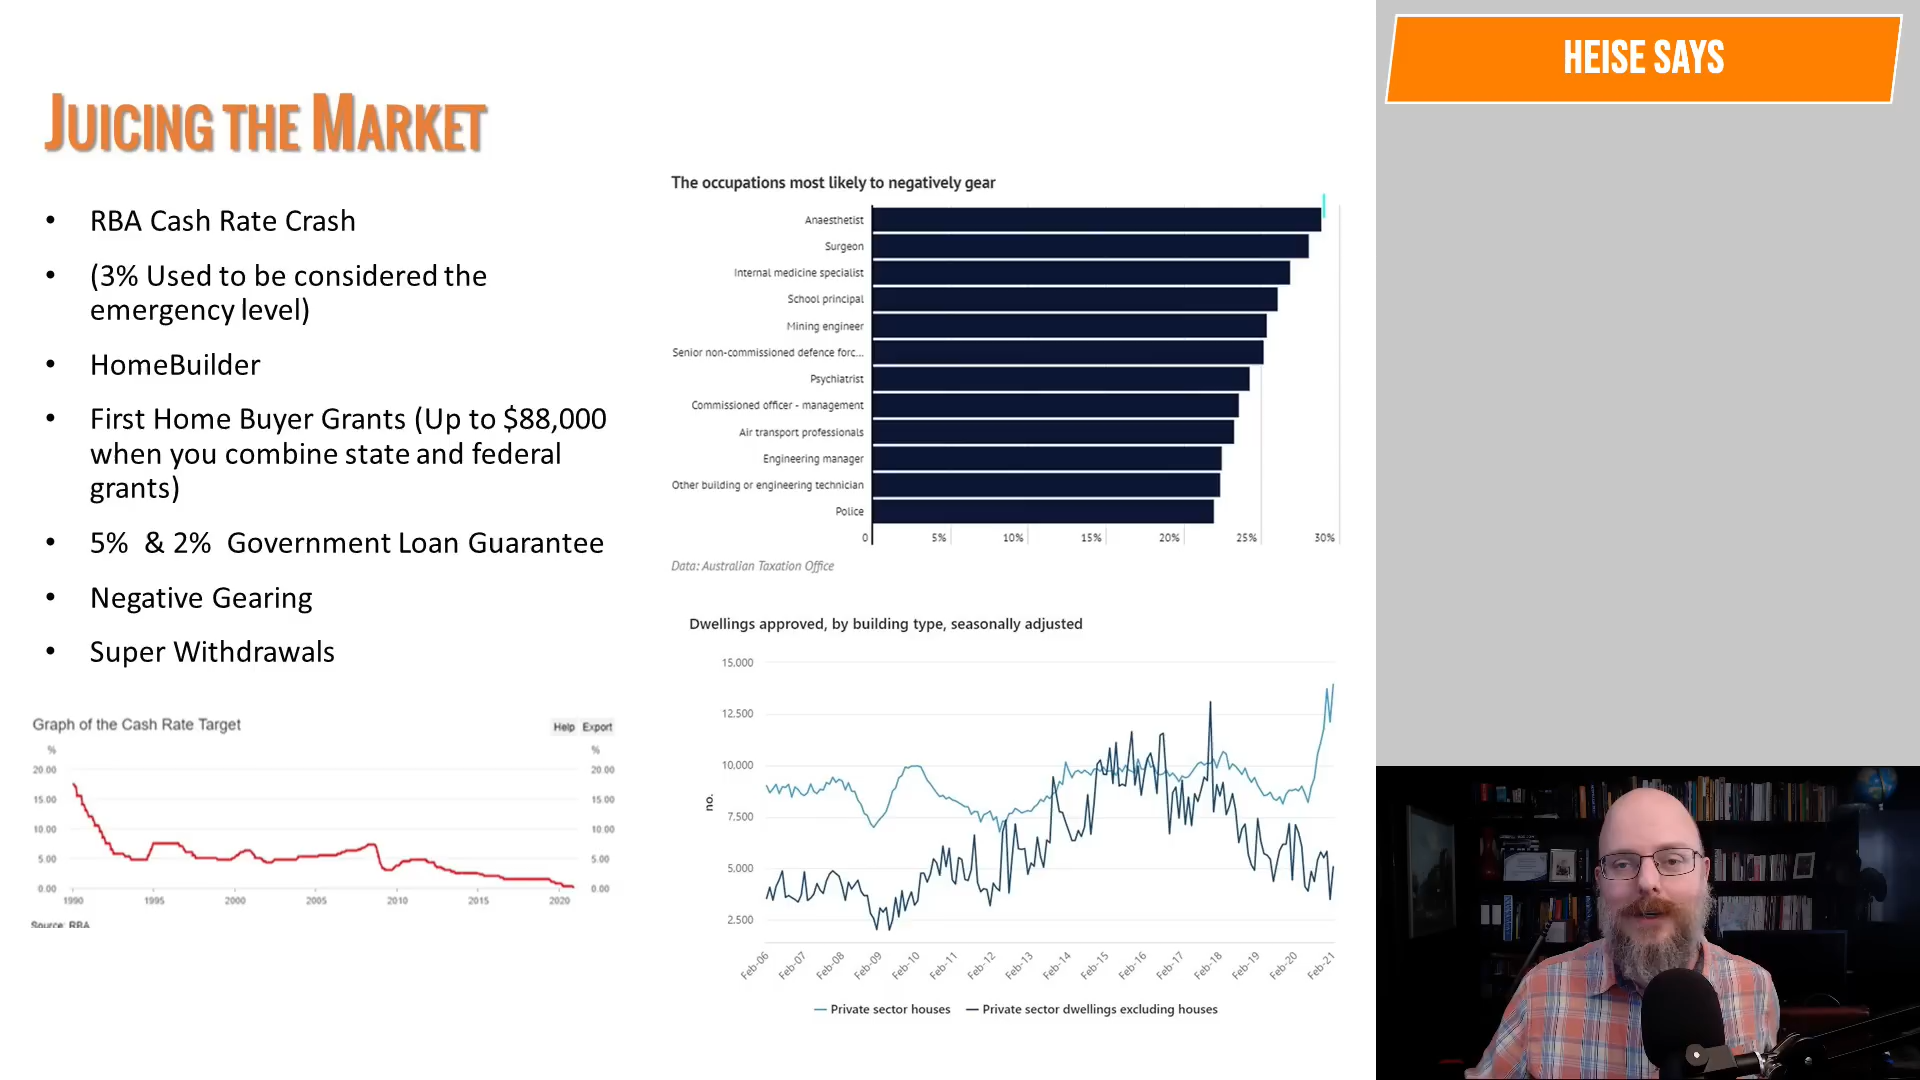 HEISE SAYS
JUICING THE MARKET
• RBA Cash Rate Crash
• (3% Used to be considered the
emergency level)
• HomeBuilder
• First Home Buyer Grants (Up to $88,000
when you combine state and federal
grants)
• 5% & 2% Government Loan Guarantee
• Negative Gearing
• Super Withdrawals
Graph of the Cash Rate Target
Help Export
% %
20.00 20.00
15.00 15.00
10.00 10.00
5.00 5.00
0.00 0.00
1990 1995 2000 2005 2010 2015 2020
Source: RBA
The occupations most likely to negatively gear
Anaesthetist
Surgeon
Internal medicine specialist
School principal
Mining engineer
Senior non-commissioned defence forc...
Psychiatrist
Commissioned officer - management
Air transport professionals
Engineering manager
Other building or engineering technician
Police
0 5% 10% 15% 20% 25% 30%
Data: Australian Taxation Office
Dwellings approved, by building type, seasonally adjusted
15.000
12.500
10.000
7.500
5.000
2.500
no.
Feb-06 Feb-07 Feb-08 Feb-09 Feb-10 Feb-11 Feb-12 Feb-13 Feb-14 Feb-15 Feb-16 Feb-17 Feb-18 Feb-19 Feb-20 Feb-21
Private sector houses Private sector dwellings excluding houses